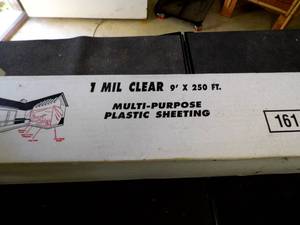 1 MIL CLEAR 9' X 250 FT.
MULTI-PURPOSE
PLASTIC SHEETING
161